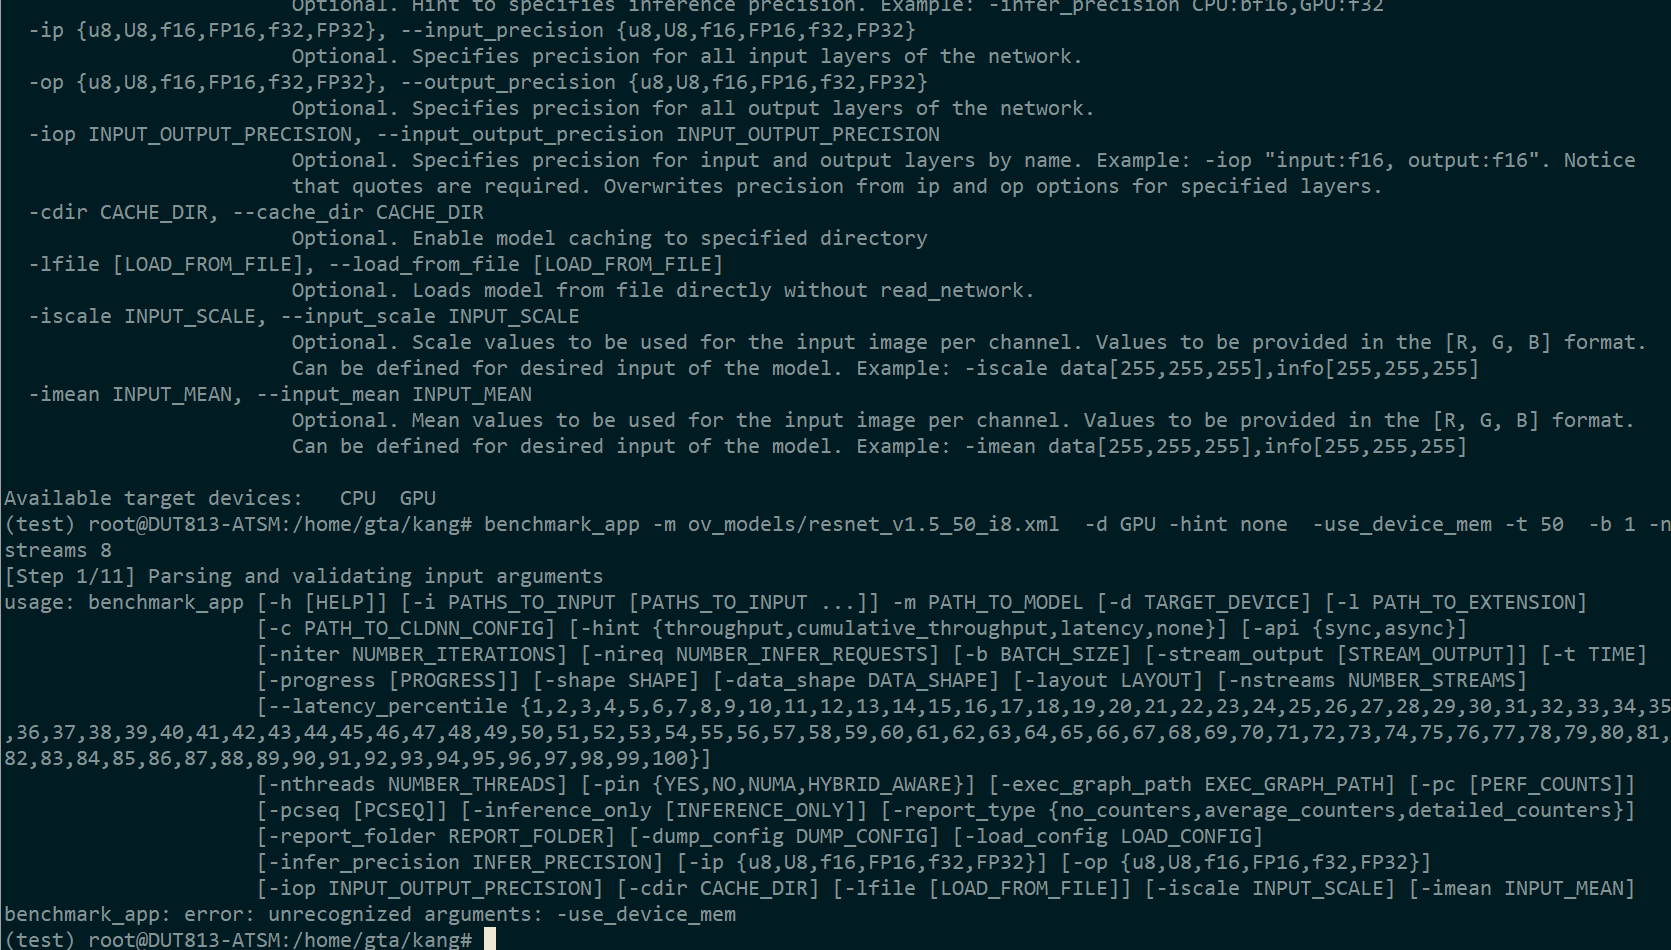 Optional. Hint to specifies inference precision. Example: -infer_precision CPU:bf16,GPU:f32
-ip {u8,U8,f16,FP16,f32,FP32}, --input_precision {u8,U8,f16,FP16,f32,FP32}
Optional. Specifies precision for all input layers of the network.
-op {u8,U8,f16,FP16,f32,FP32}, --output_precision {u8,U8,f16,FP16,f32,FP32}
Optional. Specifies precision for all output layers of the network.
-iop INPUT_OUTPUT_PRECISION, --input_output_precision INPUT_OUTPUT_PRECISION
Optional. Specifies precision for input and output layers by name. Example: -iop "input:f16, output:f16". Notice
that quotes are required. Overwrites precision from ip and op options for specified layers.
-cdir CACHE_DIR, --cache_dir CACHE_DIR
Optional. Enable model caching to specified directory
-lfile [LOAD_FROM_FILE], --load_from_file [LOAD_FROM_FILE]
Optional. Loads model from file directly without read_network.
-iscale INPUT_SCALE, --input_scale INPUT_SCALE
Optional. Scale values to be used for the input image per channel. Values to be provided in the [R, G, B] format.
Can be defined for desired input of the model. Example: -iscale data[255,255,255],info[255,255,255]
-imean INPUT_MEAN, --input_mean INPUT_MEAN
Optional. Mean values to be used for the input image per channel. Values to be provided in the [R, G, B] format.
Can be defined for desired input of the model. Example: -imean data[255,255,255],info[255,255,255]
Available target devices:   CPU  GPU
(test) root@DUT813-ATSM:/home/gta/kang# benchmark_app -m ov_models/resnet_v1.5_50_i8.xml  -d GPU -hint none  -use_device_mem -t 50  -b 1 -n
streams 8
[Step 1/11] Parsing and validating input arguments
usage: benchmark_app [-h [HELP]] [-i PATHS_TO_INPUT [PATHS_TO_INPUT ...]] -m PATH_TO_MODEL [-d TARGET_DEVICE] [-l PATH_TO_EXTENSION]
[-c PATH_TO_CLDNN_CONFIG] [-hint {throughput,cumulative_throughput,latency,none}] [-api {sync,async}]
[-niter NUMBER_ITERATIONS] [-nireq NUMBER_INFER_REQUESTS] [-b BATCH_SIZE] [-stream_output [STREAM_OUTPUT]] [-t TIME]
[-progress [PROGRESS]] [-shape SHAPE] [-data_shape DATA_SHAPE] [-layout LAYOUT] [-nstreams NUMBER_STREAMS]
[--latency_percentile {1,2,3,4,5,6,7,8,9,10,11,12,13,14,15,16,17,18,19,20,21,22,23,24,25,26,27,28,29,30,31,32,33,34,35
,36,37,38,39,40,41,42,43,44,45,46,47,48,49,50,51,52,53,54,55,56,57,58,59,60,61,62,63,64,65,66,67,68,69,70,71,72,73,74,75,76,77,78,79,80,81,
82,83,84,85,86,87,88,89,90,91,92,93,94,95,96,97,98,99,100}]
[-nthreads NUMBER_THREADS] [-pin {YES,NO,NUMA,HYBRID_AWARE}] [-exec_graph_path EXEC_GRAPH_PATH] [-pc [PERF_COUNTS]]
[-pcseq [PCSEQ]] [-inference_only [INFERENCE_ONLY]] [-report_type {no_counters,average_counters,detailed_counters}]
[-report_folder REPORT_FOLDER] [-dump_config DUMP_CONFIG] [-load_config LOAD_CONFIG]
[-infer_precision INFER_PRECISION] [-ip {u8,U8,f16,FP16,f32,FP32}] [-op {u8,U8,f16,FP16,f32,FP32}]
[-iop INPUT_OUTPUT_PRECISION] [-cdir CACHE_DIR] [-lfile [LOAD_FROM_FILE]] [-iscale INPUT_SCALE] [-imean INPUT_MEAN]
benchmark_app: error: unrecognized arguments: -use_device_mem
(test) root@DUT813-ATSM:/home/gta/kang#